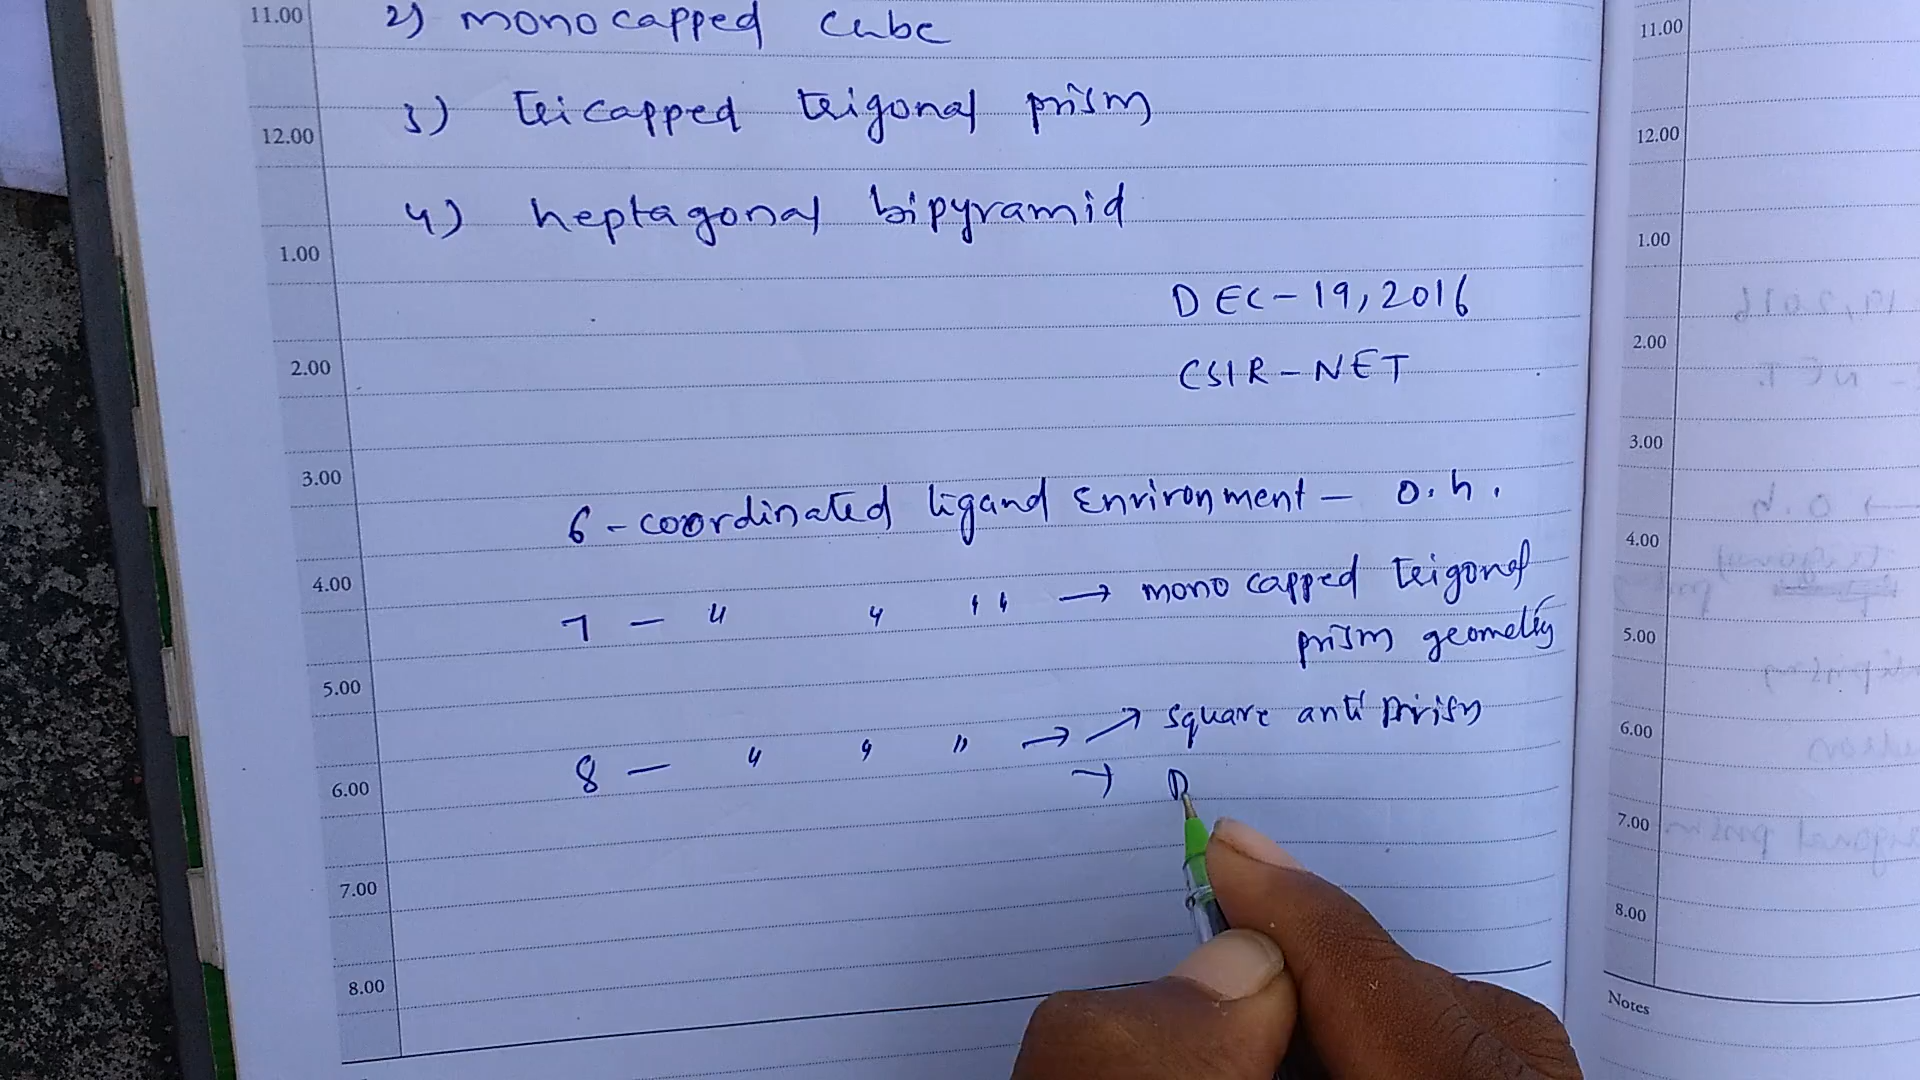 11.00 2) mono capped cube 11.00
3) tricapped trigonal prism
12.00 12.00
4) heptagonal bipyramid
1.00 1.00
DEC-19, 2016
2.00 2.00
CSIR-NET
3.00 3.00
6-coordinated ligand Environment - O.h.
4.00 4.00
7 - " " " → mono capped trigonal
prism geometry
5.00 5.00
8 - " " " → → square anti prism
→ D
6.00 6.00
7.00 7.00
8.00 8.00
Notes